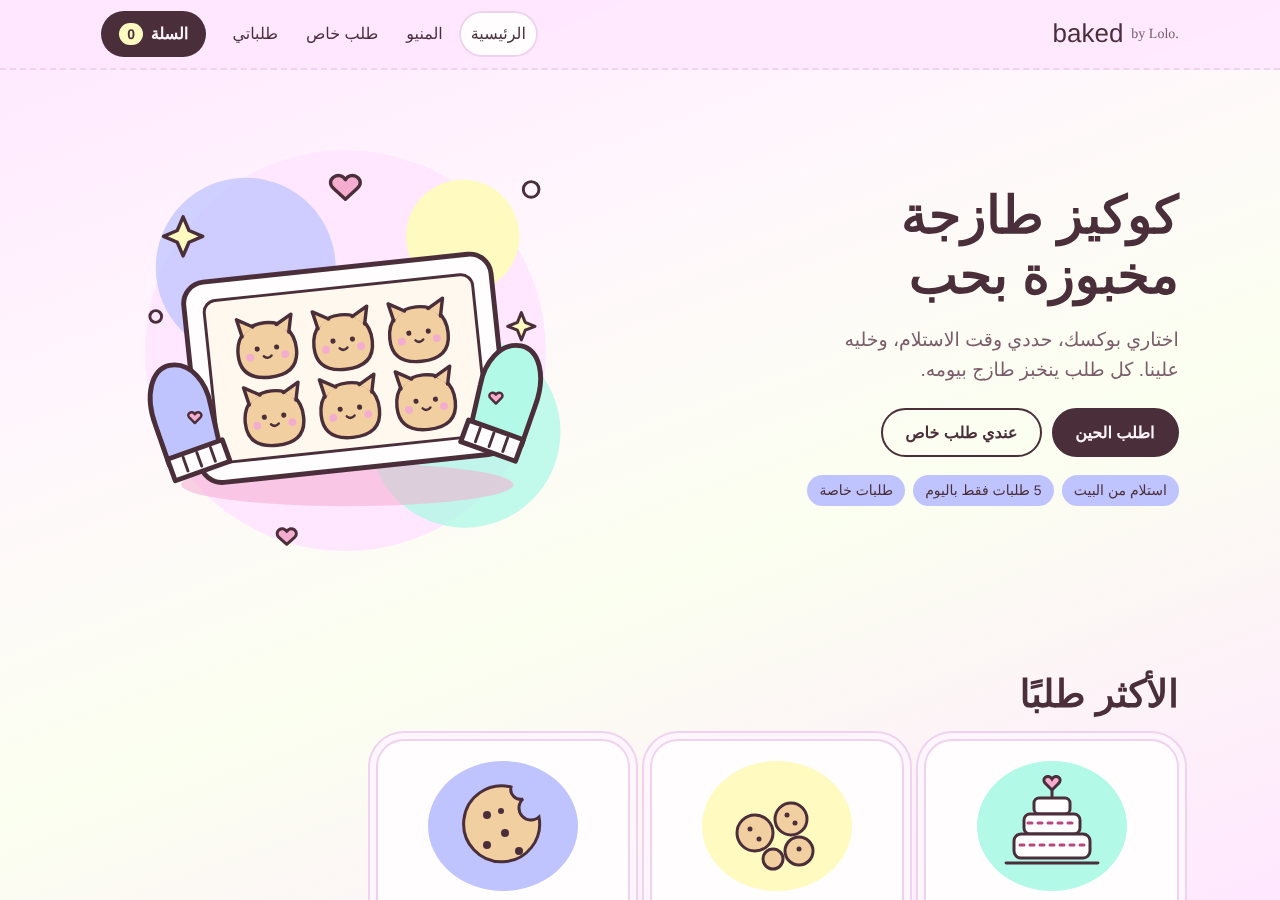 baked by Lolo.
الرئيسية
المنيو
طلب خاص
طلباتي
السلة 0
كوكيز طازجة
مخبوزة بحب
اختاري بوكسك، حددي وقت الاستلام، وخليه
علينا. كل طلب ينخبز طازج بيومه.
اطلب الحين
عندي طلب خاص
استلام من البيت
5 طلبات فقط باليوم
طلبات خاصة
الأكثر طلبًا